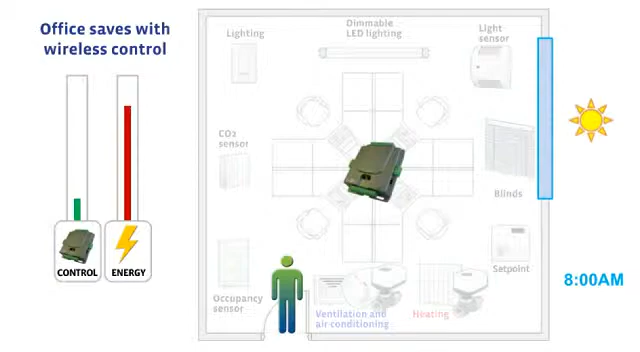 Office saves with
wireless control
CONTROL
ENERGY
Lighting
Dimmable
LED lighting
Light
sensor
CO2
sensor
Blinds
Setpoint
Occupancy
sensor
Ventilation and
air conditioning
Heating
8:00AM